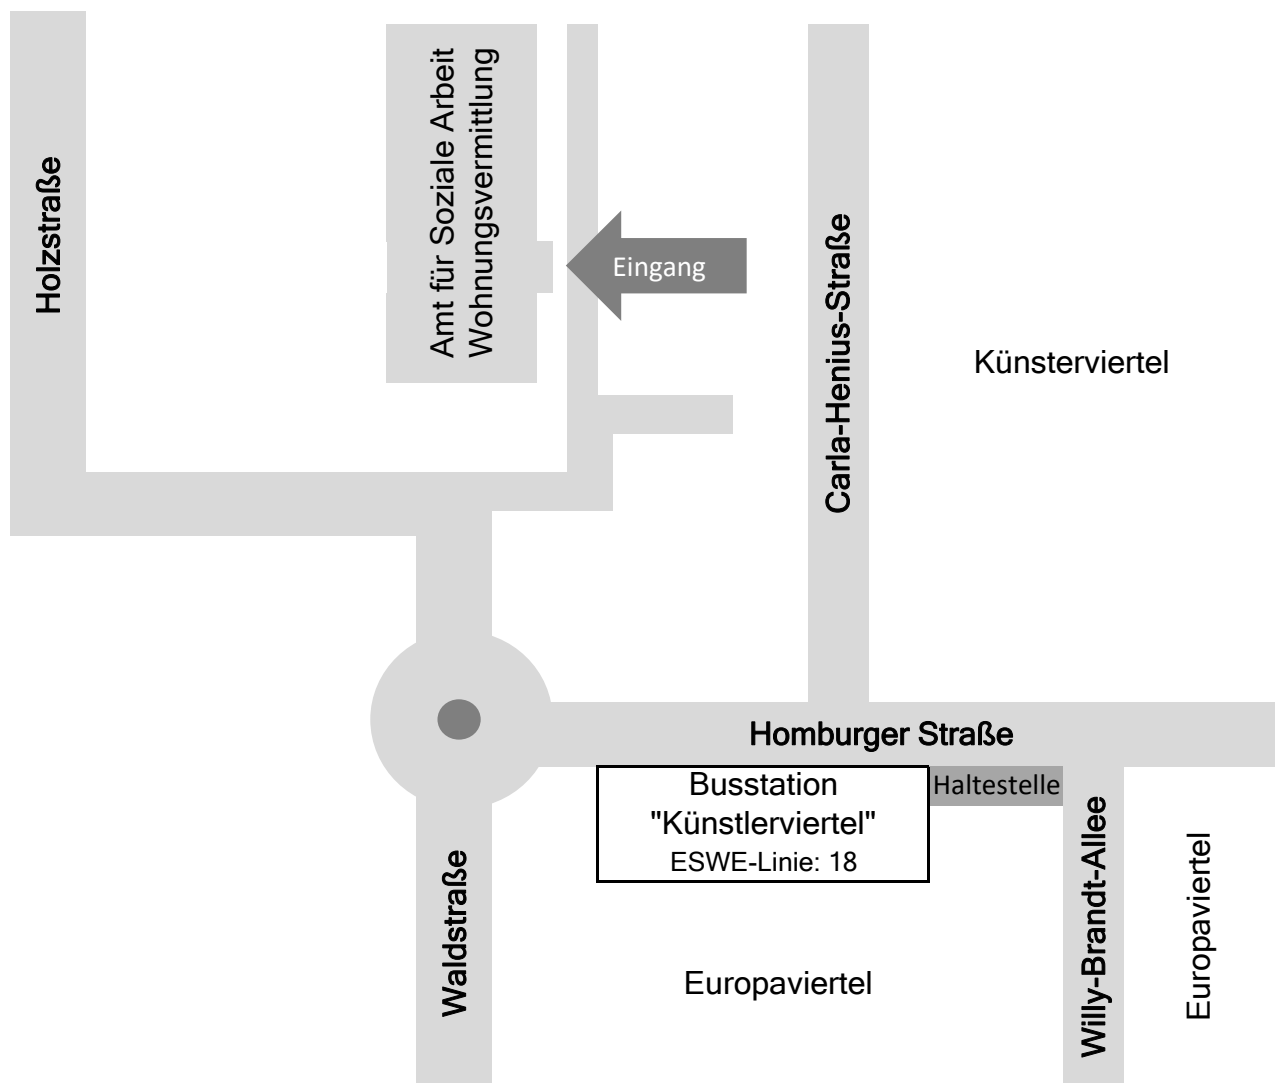 Holzstraße
Amt für Soziale Arbeit
Wohnungsvermittlung
Eingang
Carla-Henius-Straße
Künsterviertel
Homburger Straße
Busstation
"Künstlerviertel"
ESWE-Linie: 18
Haltestelle
Waldstraße
Europaviertel
Willy-Brandt-Allee
Europaviertel